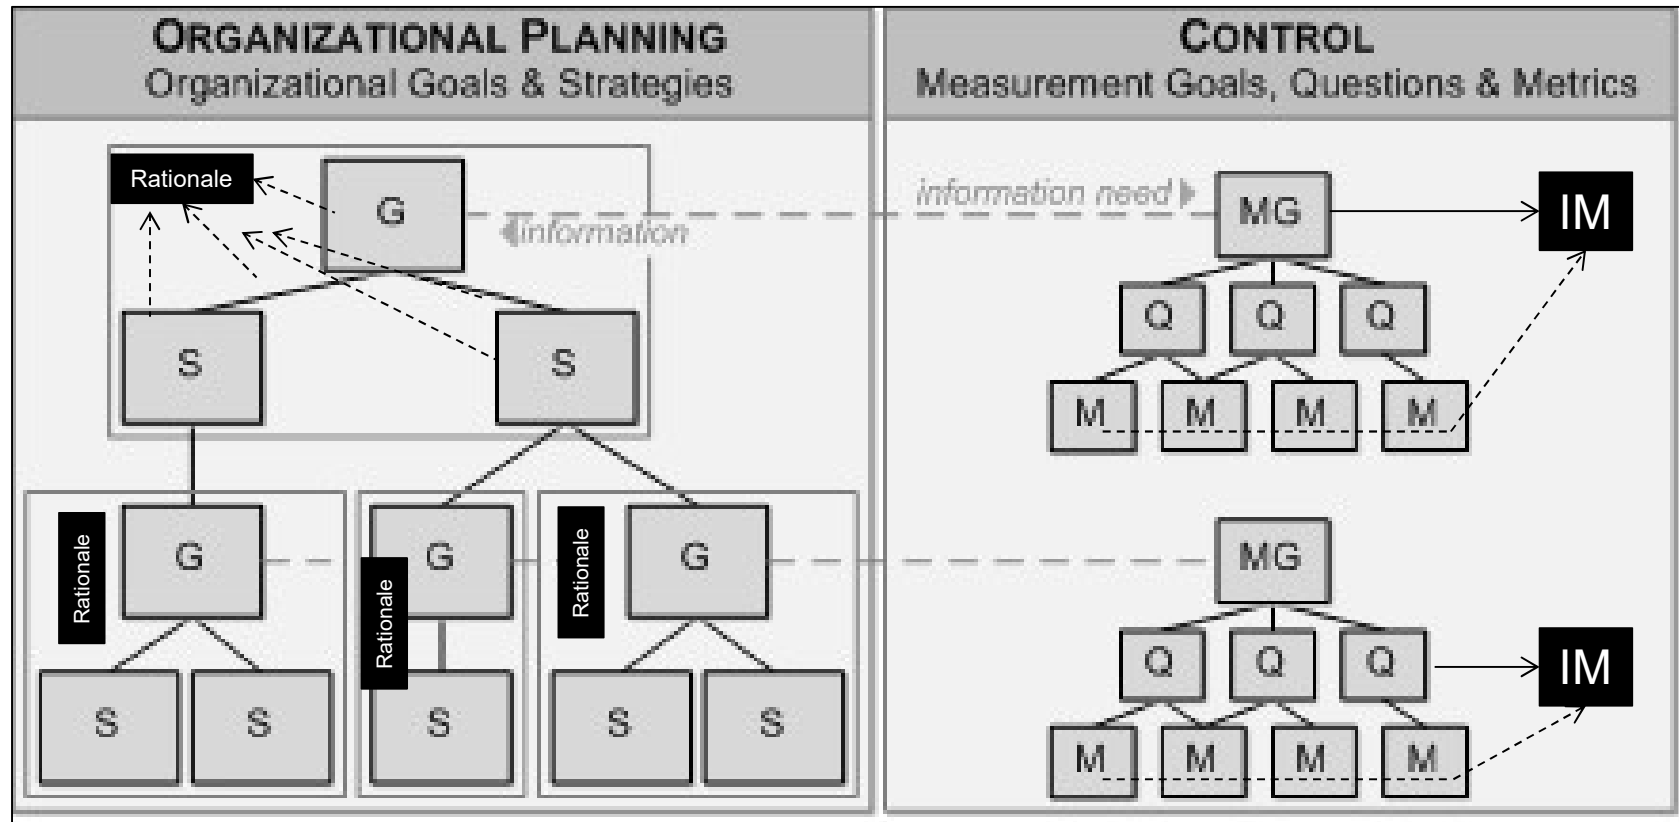 ORGANIZATIONAL PLANNING
Organizational Goals & Strategies
CONTROL
Measurement Goals, Questions & Metrics
Rationale
G
information need
information
MG
IM
S
S
Q
Q
Q
M
M
M
M
Rationale
G
Rationale
G
Rationale
G
MG
S
S
S
S
S
Q
Q
Q
IM
M
M
M
M